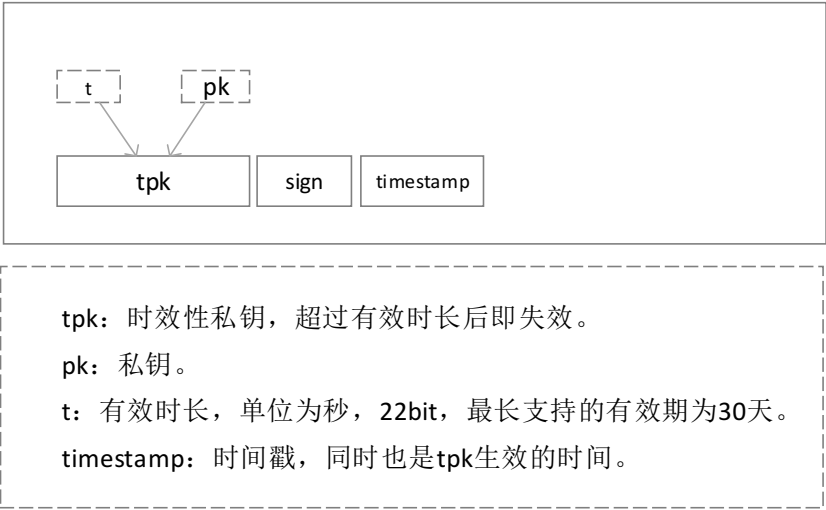 t
pk
tpk
sign
timestamp
tpk：时效性私钥，超过有效时长后即失效。
pk：私钥。
t：有效时长，单位为秒，22bit，最长支持的有效期为30天。
timestamp：时间戳，同时也是tpk生效的时间。